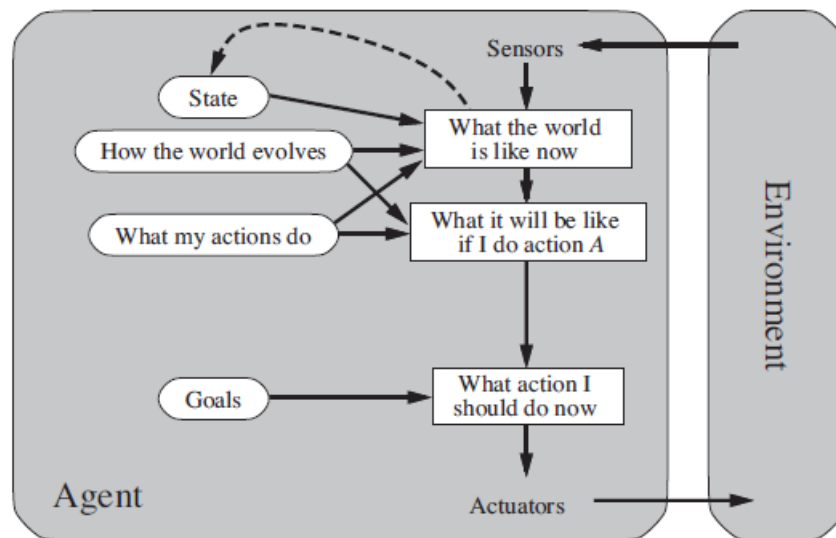 Sensors
State
What the world
is like now
How the world evolves
What it will be like
if I do action A
What my actions do
Goals
What action I
should do now
Agent
Actuators
Environment